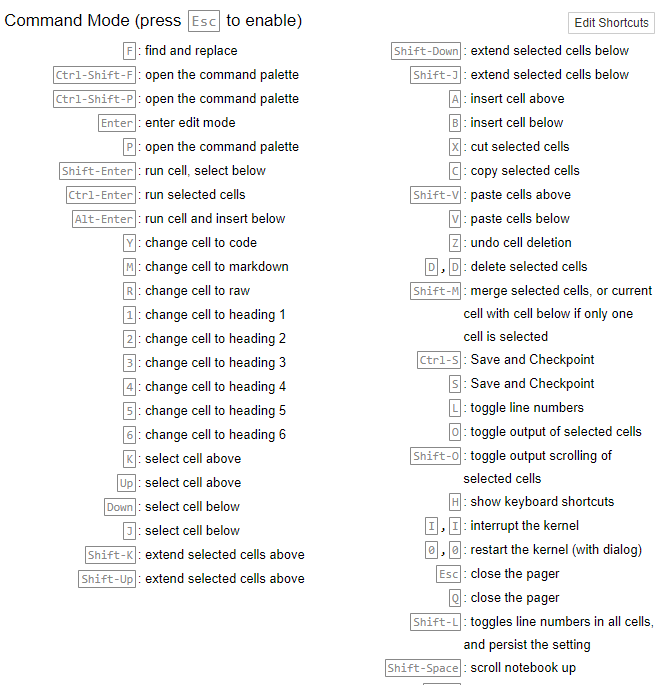 Command Mode (press Esc to enable)
Edit Shortcuts
F : find and replace
Ctrl-Shift-F : open the command palette
Ctrl-Shift-P : open the command palette
Enter : enter edit mode
P : open the command palette
Shift-Enter : run cell, select below
Ctrl-Enter : run selected cells
Alt-Enter : run cell and insert below
Y : change cell to code
M : change cell to markdown
R : change cell to raw
1 : change cell to heading 1
2 : change cell to heading 2
3 : change cell to heading 3
4 : change cell to heading 4
5 : change cell to heading 5
6 : change cell to heading 6
K : select cell above
Up : select cell above
Down : select cell below
J : select cell below
Shift-K : extend selected cells above
Shift-Up : extend selected cells above
Shift-Down : extend selected cells below
Shift-J : extend selected cells below
A : insert cell above
B : insert cell below
X : cut selected cells
C : copy selected cells
Shift-V : paste cells above
V : paste cells below
Z : undo cell deletion
D , D : delete selected cells
Shift-M : merge selected cells, or current
cell with cell below if only one
cell is selected
Ctrl-S : Save and Checkpoint
S : Save and Checkpoint
L : toggle line numbers
O : toggle output of selected cells
Shift-O : toggle output scrolling of
selected cells
H : show keyboard shortcuts
I , I : interrupt the kernel
0 , 0 : restart the kernel (with dialog)
Esc : close the pager
Q : close the pager
Shift-L : toggles line numbers in all cells,
and persist the setting
Shift-Space : scroll notebook up